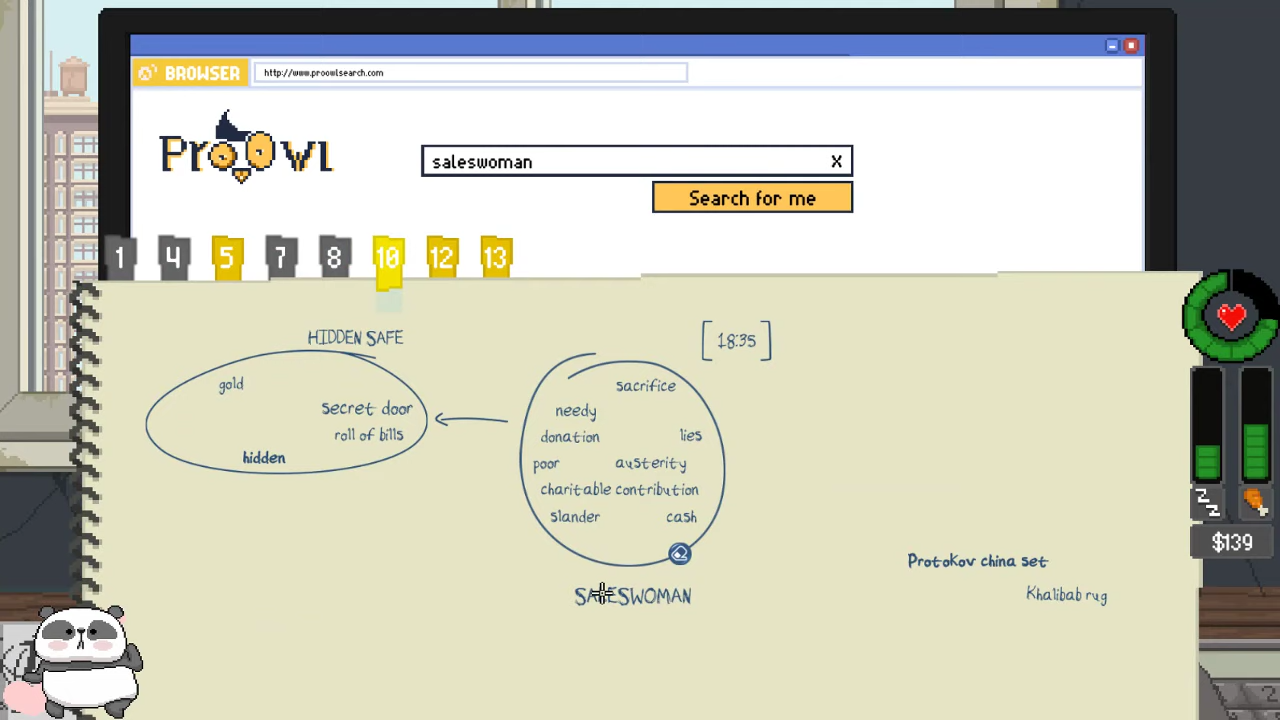 BROWSER
http://www.proowlsearch.com
PrOOwl
saleswoman X
Search for me
1 4 5 7 8 10 12 13
HIDDEN SAFE
gold
secret door
roll of bills
hidden
[18:35]
sacrifice
needy
donation lies
poor austerity
charitable contribution
slander cash
SALESWOMAN
Protokov china set
Khalibab rug
Z Z
$139
2